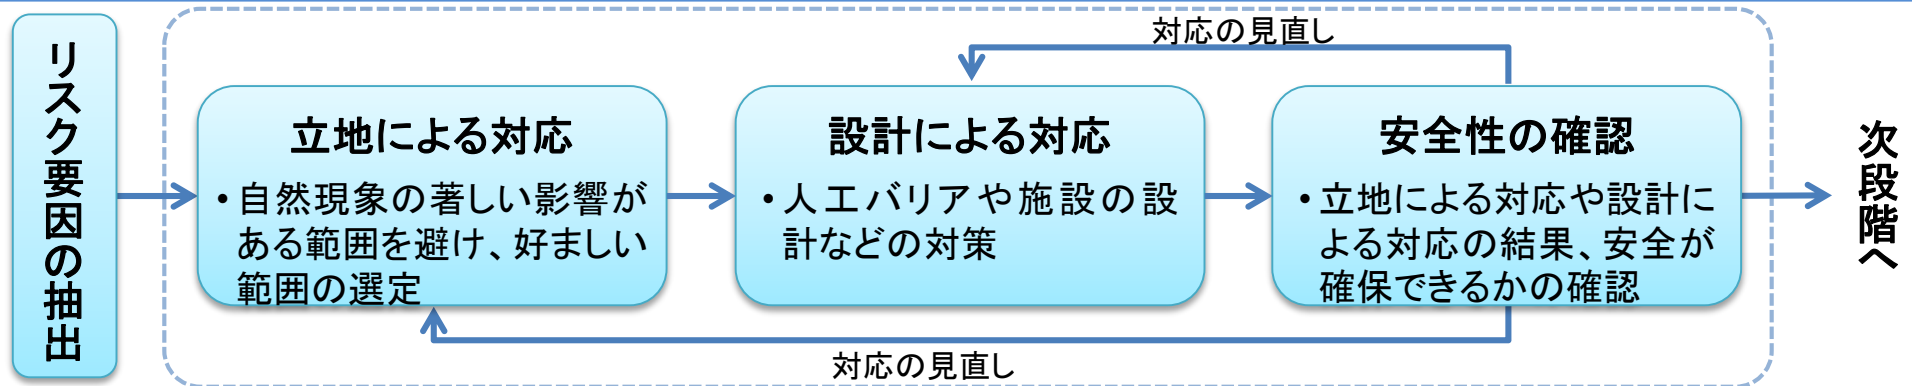 リスク要因の抽出
対応の見直し
立地による対応
・自然現象の著しい影響が
ある範囲を避け、好ましい
範囲の選定
設計による対応
・人工バリアや施設の設
計などの対策
安全性の確認
・立地による対応や設計に
よる対応の結果、安全が
確保できるかの確認
対応の見直し
次段階へ